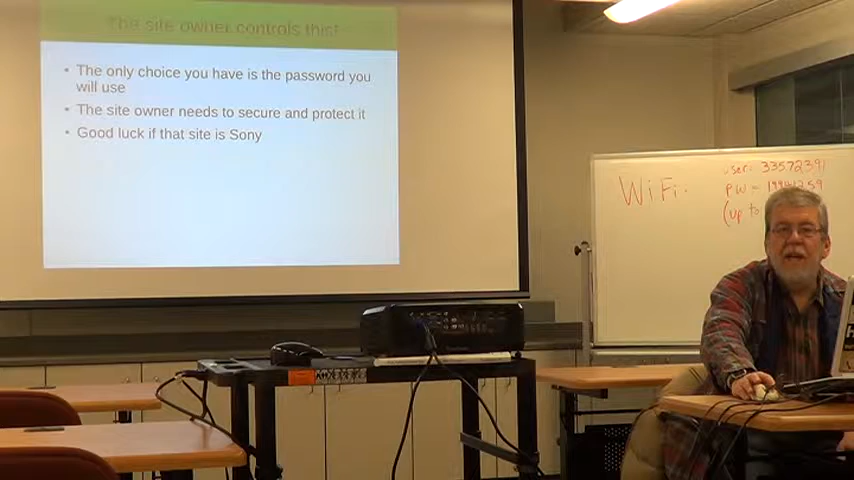 The site owner controls this!
• The only choice you have is the password you
will use
• The site owner needs to secure and protect it
• Good luck if that site is Sony
WiFi.
user: 33572391
pw =
(up to